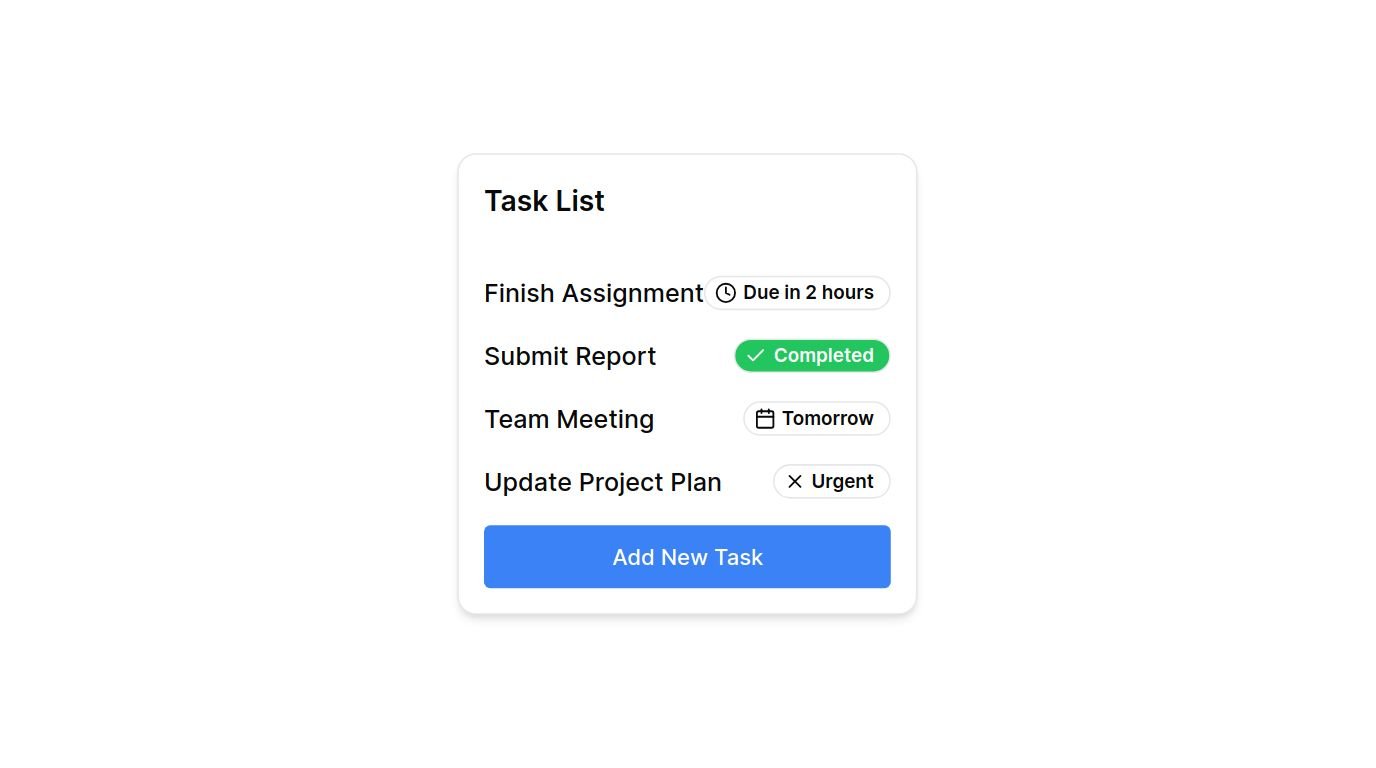 Task List
Finish Assignment Due in 2 hours
Submit Report Completed
Team Meeting Tomorrow
Update Project Plan Urgent
Add New Task